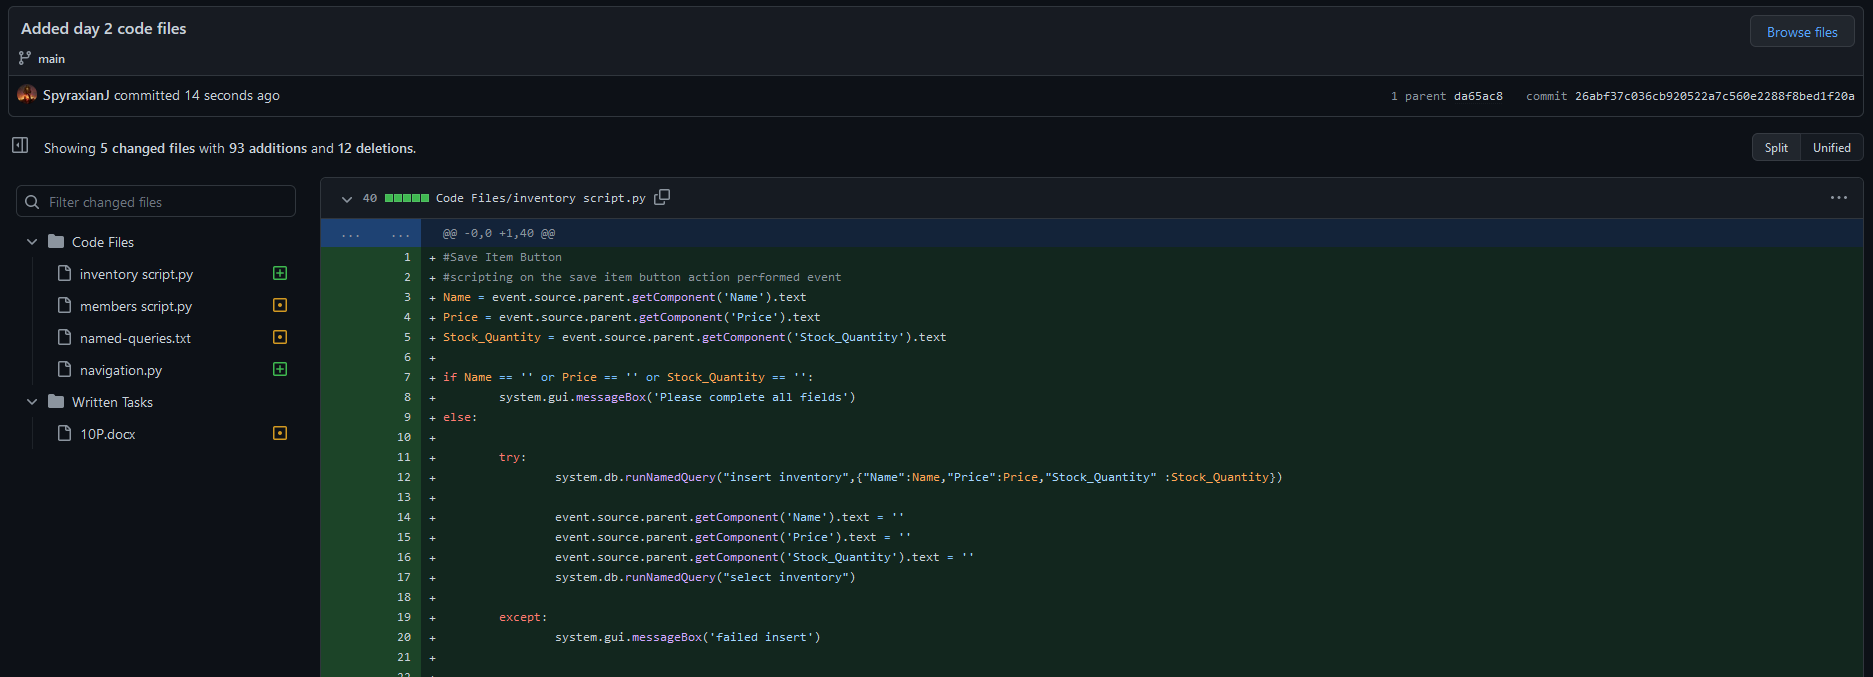 Added day 2 code files
Browse files
main
SpyraxianJ committed 14 seconds ago
1 parent da65ac8 commit 26abf37c036cb920522a7c560e2288f8bed1f20a
Showing 5 changed files with 93 additions and 12 deletions.
Split Unified
Filter changed files
Code Files
inventory script.py
members script.py
named-queries.txt
navigation.py
Written Tasks
10P.docx
40 Code Files/inventory script.py ...
... ... @@ -0,0 +1,40 @@
1 + #Save Item Button
2 + #scripting on the save item button action performed event
3 + Name = event.source.parent.getComponent('Name').text
4 + Price = event.source.parent.getComponent('Price').text
5 + Stock_Quantity = event.source.parent.getComponent('Stock_Quantity').text
6 +
7 + if Name == '' or Price == '' or Stock_Quantity == '':
8 + system.gui.messageBox('Please complete all fields')
9 + else:
10 +
11 + try:
12 + system.db.runNamedQuery("insert inventory",{"Name":Name,"Price":Price,"Stock_Quantity" :Stock_Quantity})
13 +
14 + event.source.parent.getComponent('Name').text = ''
15 + event.source.parent.getComponent('Price').text = ''
16 + event.source.parent.getComponent('Stock_Quantity').text = ''
17 + system.db.runNamedQuery("select inventory")
18 +
19 + except:
20 + system.gui.messageBox('failed insert')
21 +